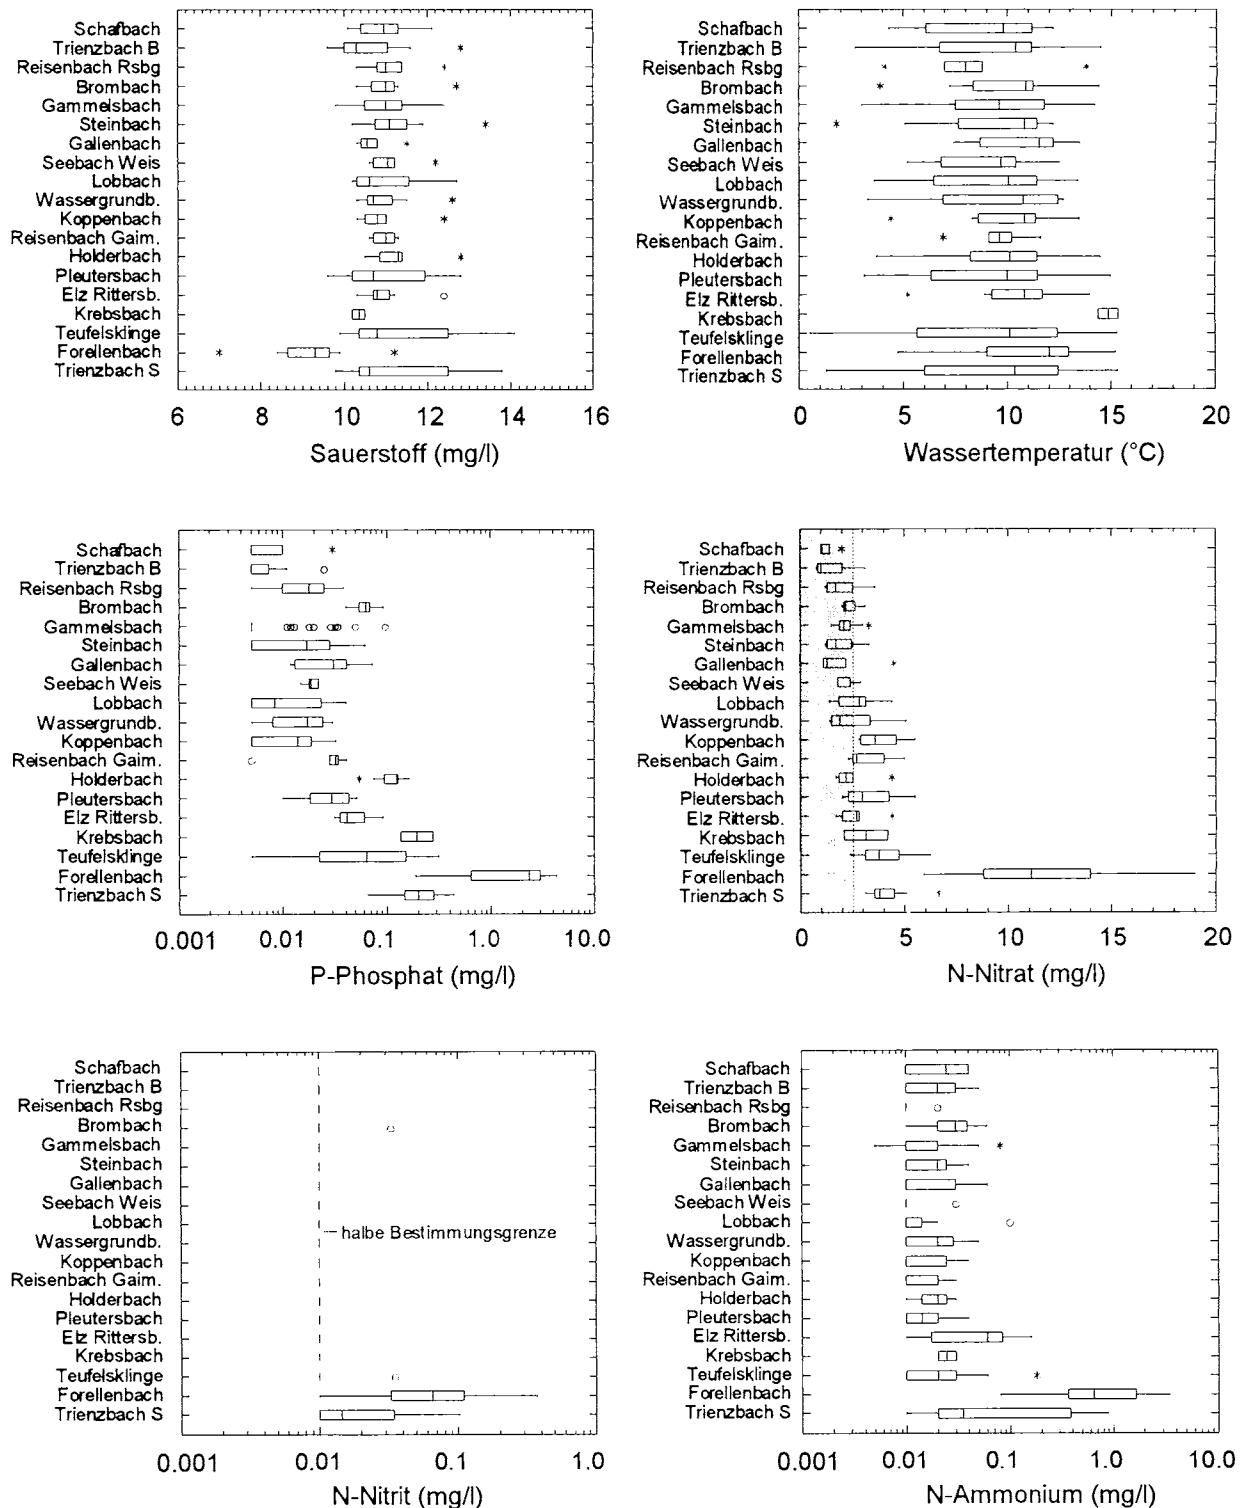 Schafbach
Trienzbach B
Reisenbach Rsbg
Brombach
Gammelsbach
Steinbach
Gallenbach
Seebach Weis
Lobbach
Wassergrundb.
Koppenbach
Reisenbach Gaim.
Holderbach
Pleutersbach
Elz Rittersb.
Krebsbach
Teufelsklinge
Forellenbach
Trienzbach S
6 8 10 12 14 16
Sauerstoff (mg/l)
Schafbach
Trienzbach B
Reisenbach Rsbg
Brombach
Gammelsbach
Steinbach
Gallenbach
Seebach Weis
Lobbach
Wassergrundb.
Koppenbach
Reisenbach Gaim.
Holderbach
Pleutersbach
Elz Rittersb.
Krebsbach
Teufelsklinge
Forellenbach
Trienzbach S
0 5 10 15 20
Wassertemperatur (°C)
Schafbach
Trienzbach B
Reisenbach Rsbg
Brombach
Gammelsbach
Steinbach
Gallenbach
Seebach Weis
Lobbach
Wassergrundb.
Koppenbach
Reisenbach Gaim.
Holderbach
Pleutersbach
Elz Rittersb.
Krebsbach
Teufelsklinge
Forellenbach
Trienzbach S
0.001 0.01 0.1 1.0 10.0
P-Phosphat (mg/l)
Schafbach
Trienzbach B
Reisenbach Rsbg
Brombach
Gammelsbach
Steinbach
Gallenbach
Seebach Weis
Lobbach
Wassergrundb.
Koppenbach
Reisenbach Gaim.
Holderbach
Pleutersbach
Elz Rittersb.
Krebsbach
Teufelsklinge
Forellenbach
Trienzbach S
0 5 10 15 20
N-Nitrat (mg/l)
Schafbach
Trienzbach B
Reisenbach Rsbg
Brombach
Gammelsbach
Steinbach
Gallenbach
Seebach Weis
Lobbach
Wassergrundb.
Koppenbach
Reisenbach Gaim.
Holderbach
Pleutersbach
Elz Rittersb.
Krebsbach
Teufelsklinge
Forellenbach
Trienzbach S
halbe Bestimmungsgrenze
0.001 0.01 0.1 1.0
N-Nitrit (mg/l)
Schafbach
Trienzbach B
Reisenbach Rsbg
Brombach
Gammelsbach
Steinbach
Gallenbach
Seebach Weis
Lobbach
Wassergrundb.
Koppenbach
Reisenbach Gaim.
Holderbach
Pleutersbach
Elz Rittersb.
Krebsbach
Teufelsklinge
Forellenbach
Trienzbach S
0.001 0.01 0.1 1.0 10.0
N-Ammonium (mg/l)